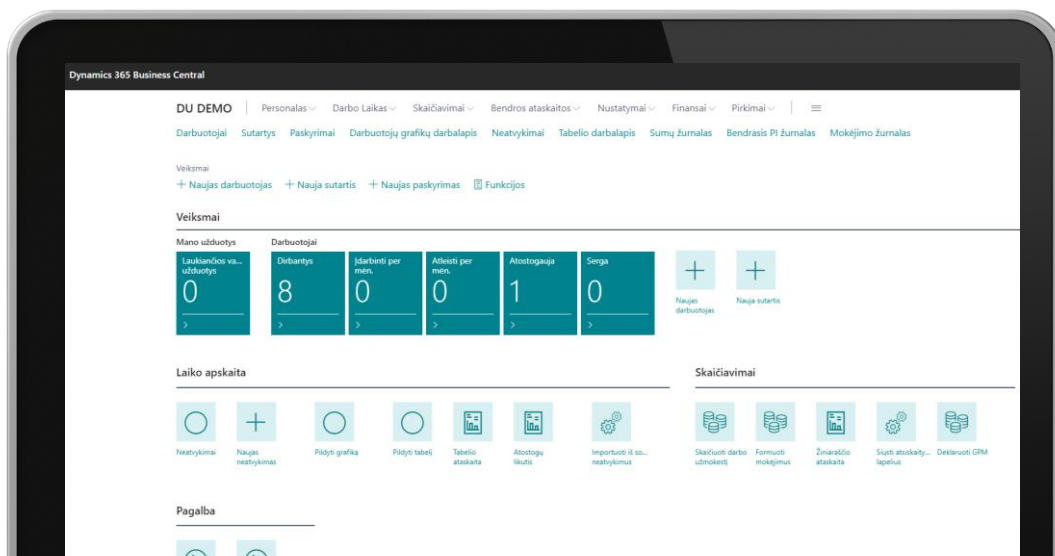 Dynamics 365 Business Central
DU DEMO Personalas Darbo Laikas Skaičiavimai Bendros ataskaitos Nustatymai Finansai Pirkimai
Darbuotojai Sutartys Paskyrimai Darbuotojų grafikų darbalapis Neatvykimai Tabelio darbalapis Sumų žurnalas Bendrasis PI žurnalas Mokėjimo žurnalas
Veiksmai
+ Naujas darbuotojas + Nauja sutartis + Naujas paskyrimas Funkcijos
Veiksmai
Mano užduotys Darbuotojai
Laukiančios va...
užduotys
0
Dirbantys
8
Įdarbinti per
mėn.
0
Atleisti per
mėn.
0
Atostogauja
1
Serga
0
Naujas
darbuotojas
Nauja sutartis
Laiko apskaita
Neatvykimai
Naujas
neatvykimas
Pildyti grafiką
Pildyti tabelį
Tabelio
ataskaita
Atostogų
likutis
Importuoti iš so...
neatvykimus
Skaičiavimai
Skaičiuoti darbo
užmokestį
Formuoti
mokėjimus
Žiniaraščio
ataskaita
Siųsti atsiskaity...
lapelius
Deklaruoti GPM
Pagalba